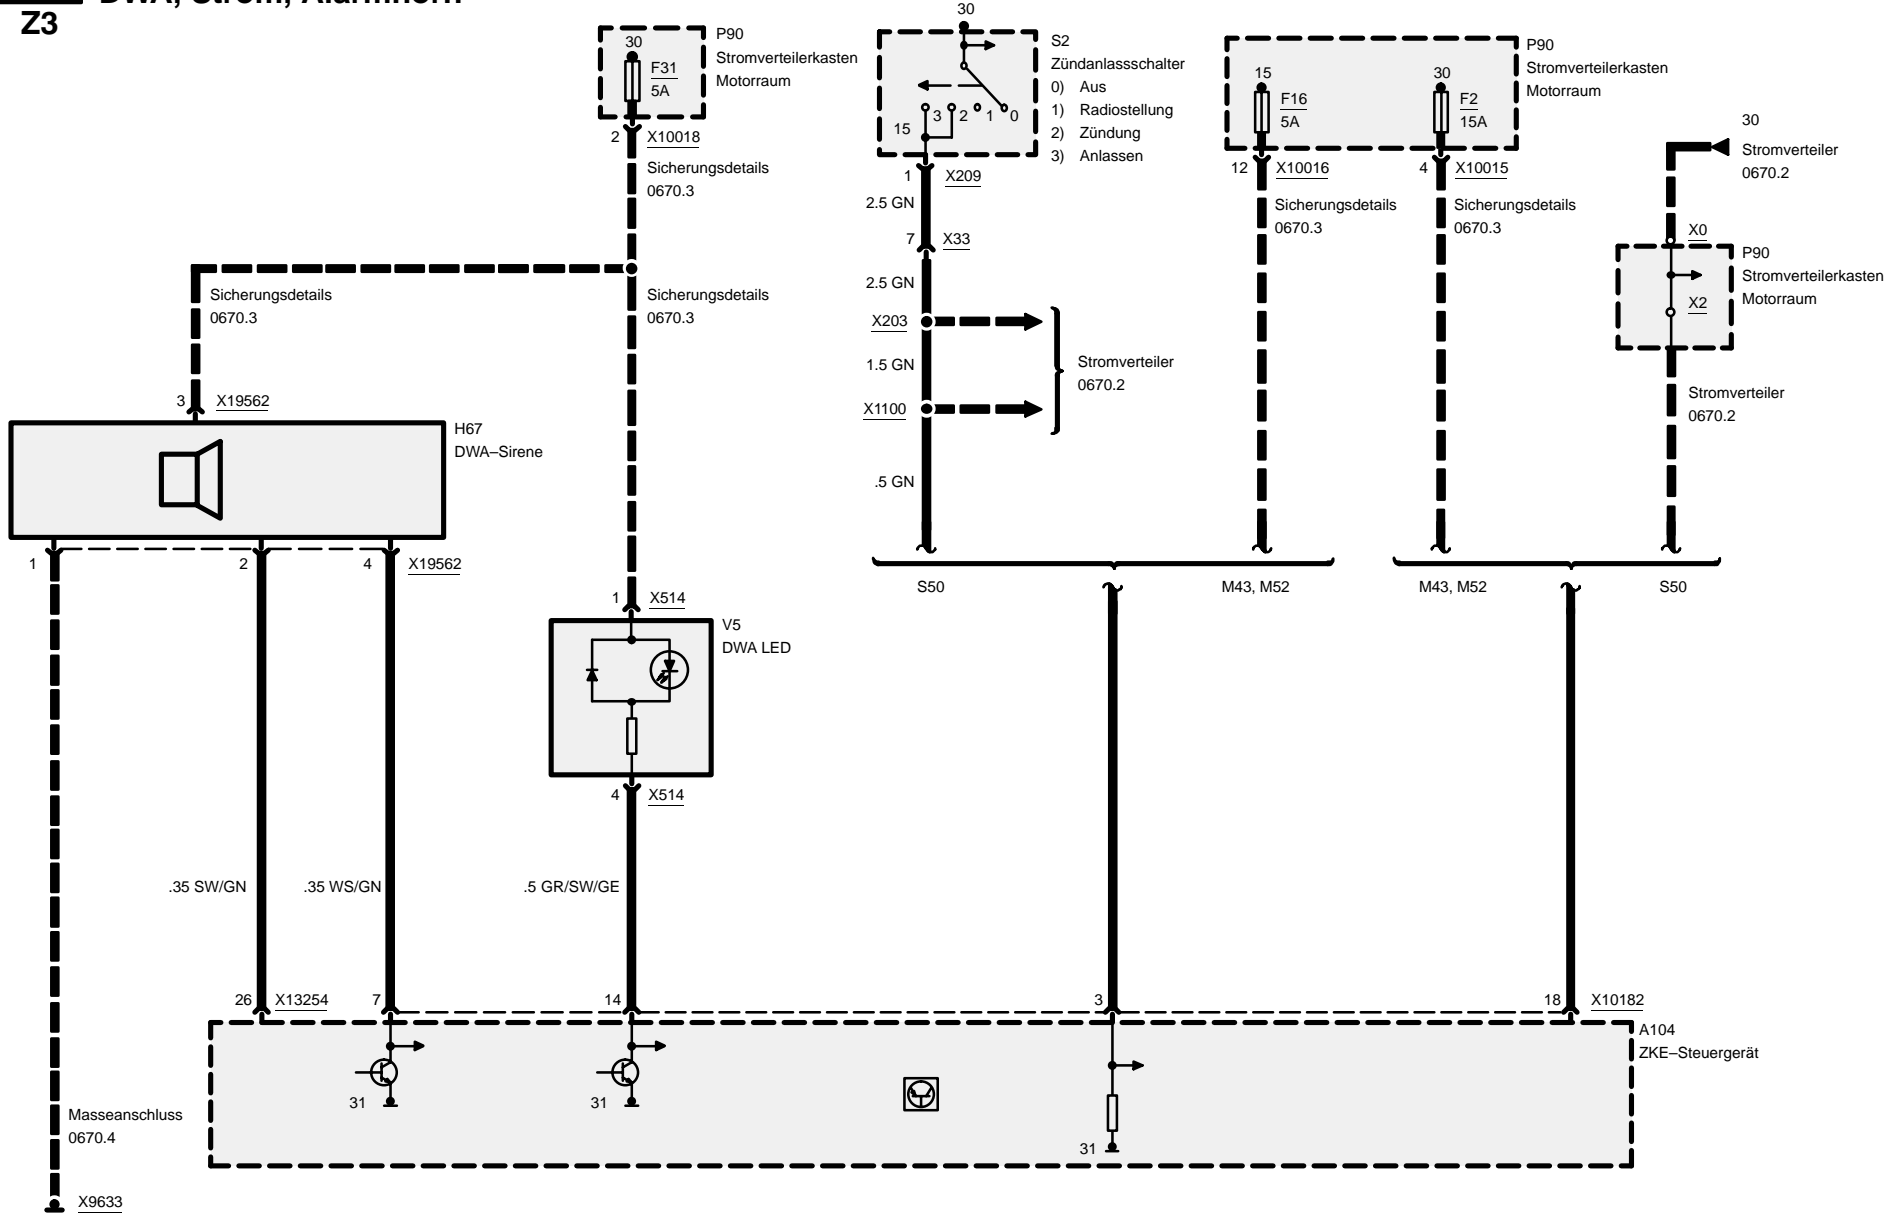 DWA, Strom, Alarmhorn
Z3
30
F31
5A
P90
Stromverteilerkasten
Motorraum
2
X10018
Sicherungsdetails
0670.3
Sicherungsdetails
0670.3
Sicherungsdetails
0670.3
3
X19562
H67
DWA–Sirene
1
2
4
X19562
1
X514
V5
DWA LED
4
X514
30
S2
Zündanlassschalter
0) Aus
1) Radiostellung
2) Zündung
3) Anlassen
3
2
1
0
15
1
X209
2.5 GN
7
X33
2.5 GN
X203
1.5 GN
X1100
.5 GN
Stromverteiler
0670.2
15
F16
5A
30
F2
15A
P90
Stromverteilerkasten
Motorraum
12
X10016
Sicherungsdetails
0670.3
4
X10015
Sicherungsdetails
0670.3
30
Stromverteiler
0670.2
X0
P90
Stromverteilerkasten
Motorraum
X2
Stromverteiler
0670.2
S50
M43, M52
M43, M52
S50
.35 SW/GN
.35 WS/GN
.5 GR/SW/GE
26
X13254
7
14
3
18
X10182
A104
ZKE–Steuergerät
31
31
31
Masseanschluss
0670.4
X9633